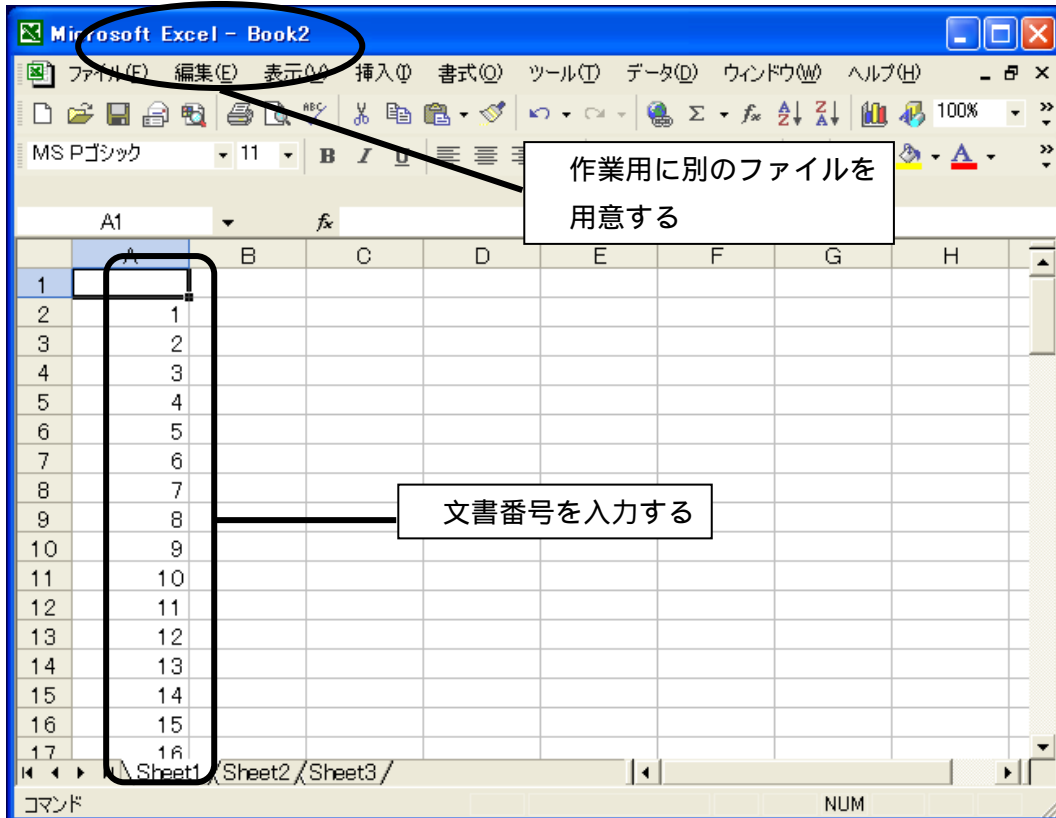 Microsoft Excel - Book2
ファイル(F) 編集(E) 表示(V) 挿入(I) 書式(O) ツール(T) データ(D) ウィンドウ(W) ヘルプ(H)
100%
MS Pゴシック 11 B I U A
作業用に別のファイルを
用意する
A1 fx
A B C D E F G H
1
2 1
3 2
4 3
5 4
6 5
7 6
8 7
9 8
文書番号を入力する
10 9
11 10
12 11
13 12
14 13
15 14
16 15
17 16
Sheet1 Sheet2 Sheet3
コマンド NUM